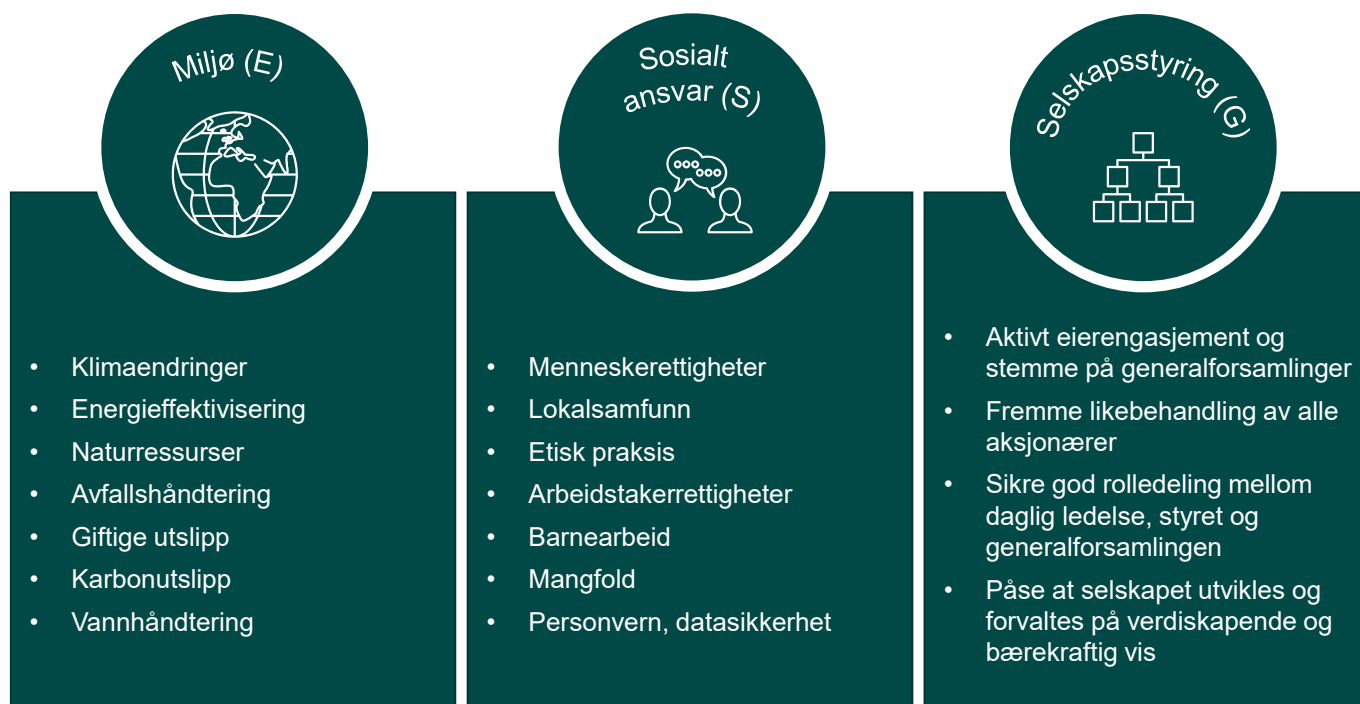 Miljø (E)
• Klimaendringer
• Energieffektivisering
• Naturressurser
• Avfallshåndtering
• Giftige utslipp
• Karbonutslipp
• Vannhåndtering
Sosialt
ansvar (S)
• Menneskerettigheter
• Lokalsamfunn
• Etisk praksis
• Arbeidstakerrettigheter
• Barnearbeid
• Mangfold
• Personvern, datasikkerhet
Selskapsstyring (G)
• Aktivt eierengasjement og
stemme på generalforsamlinger
• Fremme likebehandling av alle
aksjonærer
• Sikre god rolledeling mellom
daglig ledelse, styret og
generalforsamlingen
• Påse at selskapet utvikles og
forvaltes på verdiskapende og
bærekraftig vis